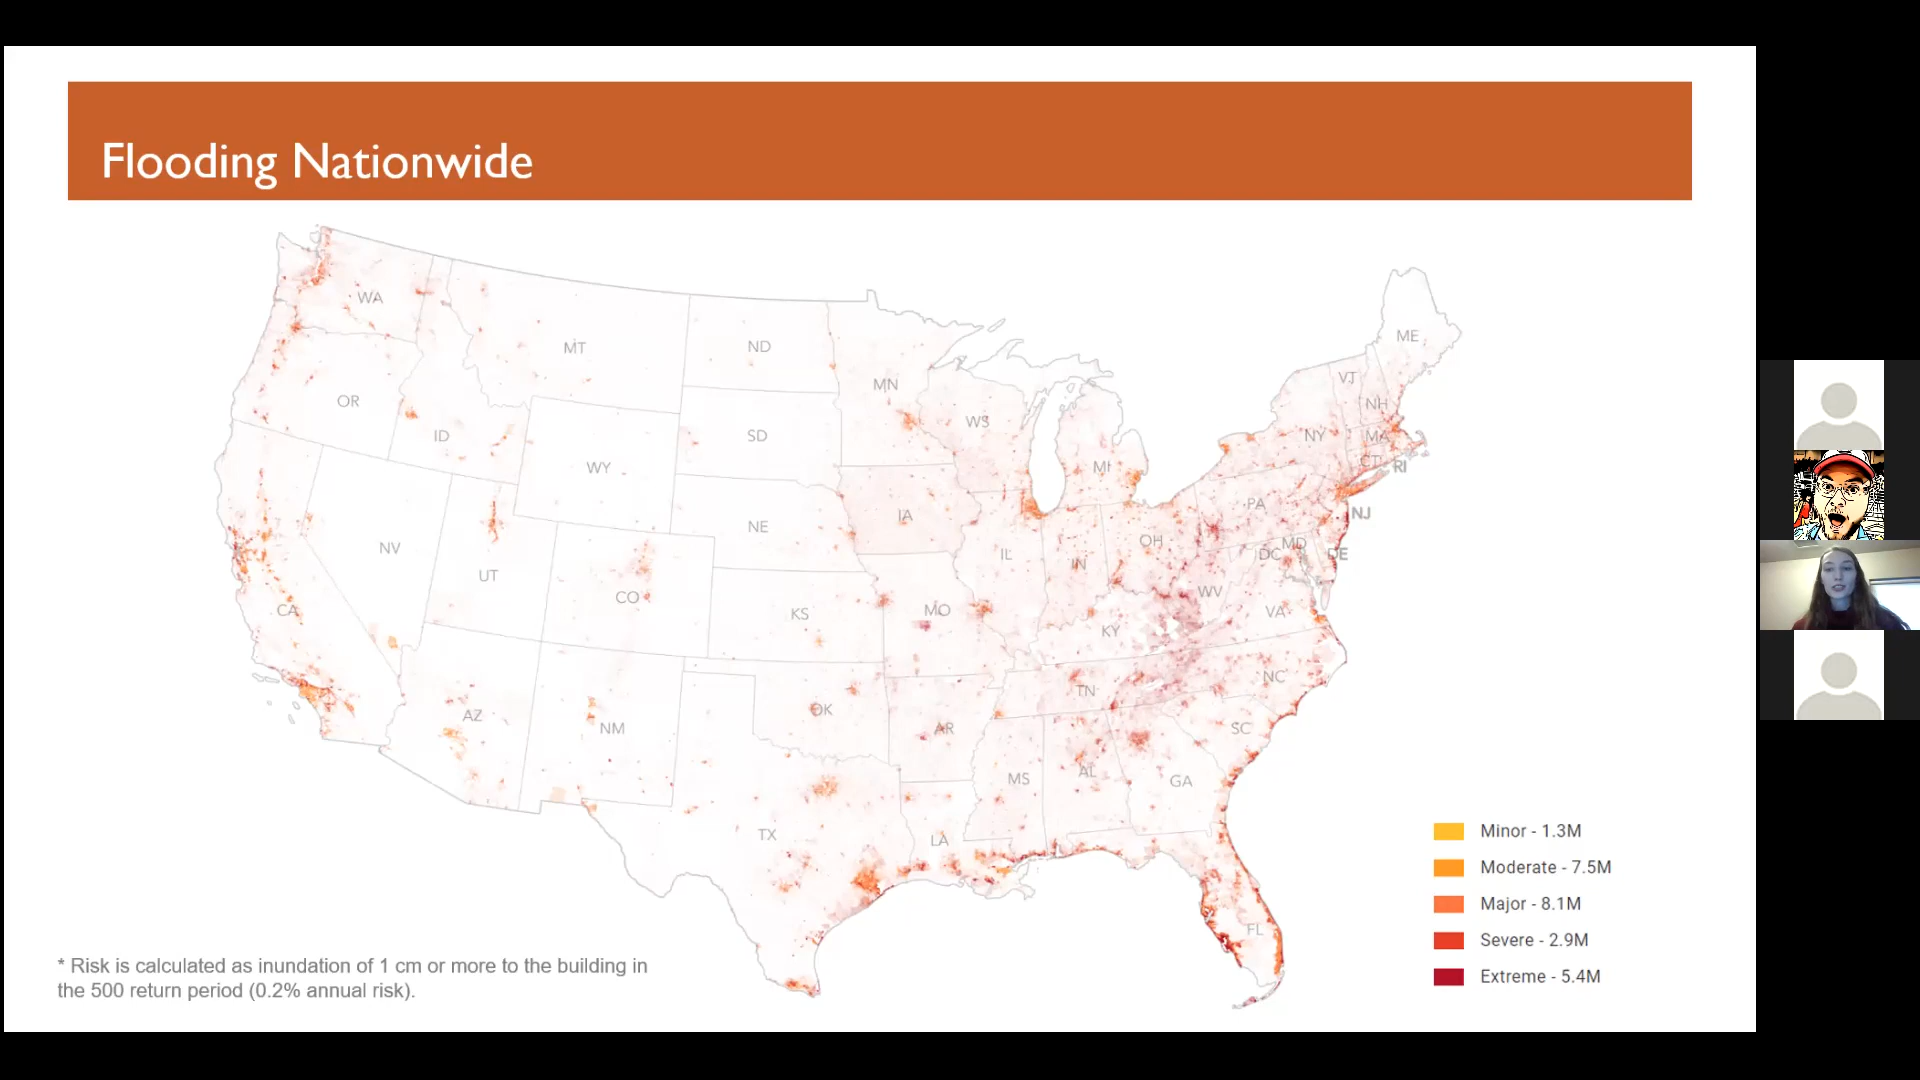 Flooding Nationwide
WA
MT
ND
MN
ME
VT
NH
OR
ID
WY
SD
WS
MI
NY
MA
CT
RI
NV
UT
CO
NE
IA
IL
IN
OH
PA
NJ
MD
DC
DE
CA
KS
MO
KY
WV
VA
AZ
NM
OK
AR
TN
NC
SC
TX
LA
MS
AL
GA
FL
Minor - 1.3M
Moderate - 7.5M
Major - 8.1M
Severe - 2.9M
Extreme - 5.4M
* Risk is calculated as inundation of 1 cm or more to the building in
the 500 return period (0.2% annual risk).